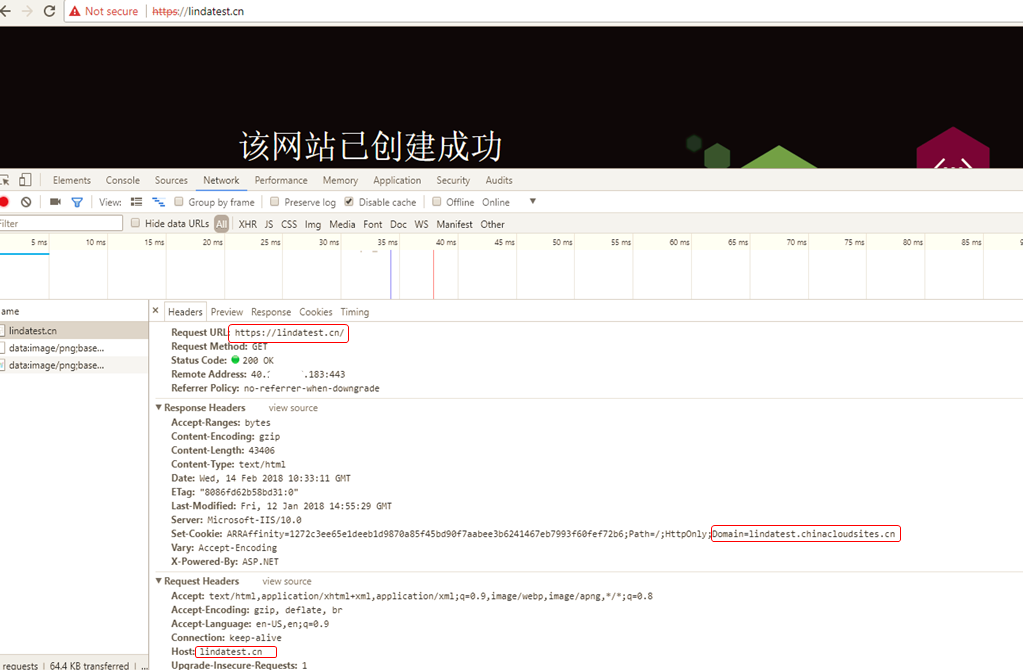 Not secure | https://lindatest.cn
该网站已创建成功
Elements Console Sources Network Performance Memory Application Security Audits
View: Group by frame Preserve log Disable cache Offline Online
Filter Hide data URLs All XHR JS CSS Img Media Font Doc WS Manifest Other
5 ms 10 ms 15 ms 20 ms 25 ms 30 ms 35 ms 40 ms 45 ms 50 ms 55 ms 60 ms 65 ms 70 ms 75 ms 80 ms 85 ms 9
ame × Headers Preview Response Cookies Timing
lindatest.cn
data:image/png;base...
data:image/png;base...
Request URL: https://lindatest.cn/
Request Method: GET
Status Code: 200 OK
Remote Address: 40. .183:443
Referrer Policy: no-referrer-when-downgrade
Response Headers view source
Accept-Ranges: bytes
Content-Encoding: gzip
Content-Length: 43406
Content-Type: text/html
Date: Wed, 14 Feb 2018 10:33:11 GMT
ETag: "8086fd62b58bd31:0"
Last-Modified: Fri, 12 Jan 2018 14:55:29 GMT
Server: Microsoft-IIS/10.0
Set-Cookie: ARRAffinity=1272c3ee65e1deeb1d9870a85f45bd90f7aabee3b6241467eb7993f60fef72b6;Path=/;HttpOnly;Domain=lindatest.chinacloudsites.cn
Vary: Accept-Encoding
X-Powered-By: ASP.NET
Request Headers view source
Accept: text/html,application/xhtml+xml,application/xml;q=0.9,image/webp,image/apng,*/*;q=0.8
Accept-Encoding: gzip, deflate, br
Accept-Language: en-US,en;q=0.9
Connection: keep-alive
Host: lindatest.cn
Upgrade-Insecure-Requests: 1
requests | 64.4 KB transferred | ...